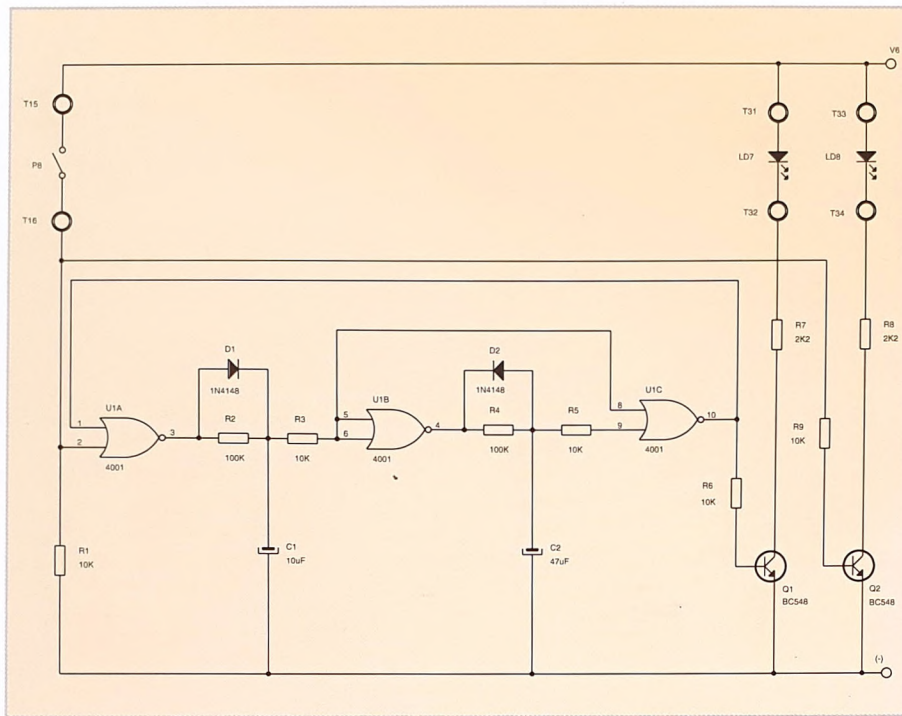 V6
T15
T31
T33
P8
LD7
LD8
T16
T32
T34
R7
2K2
R8
2K2
D1
1N4148
D2
1N4148
U1A
U1B
U1C
1
2
3
R2
100K
R3
10K
5
6
4
R4
100K
R5
10K
8
9
10
4001
4001
4001
R9
10K
R6
10K
R1
10K
C1
10uF
C2
47uF
Q1
BC548
Q2
BC548
(-)